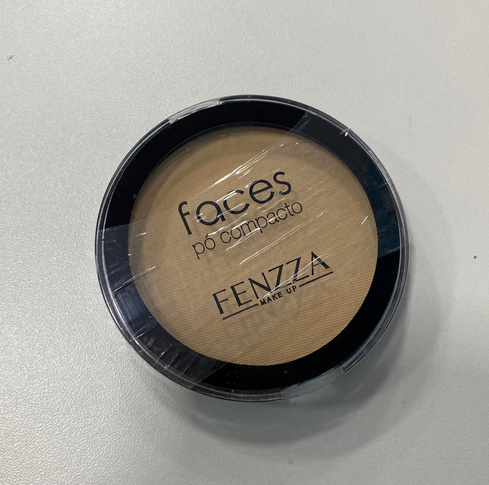 faces
pó compacto
FENZZA
MAKE UP